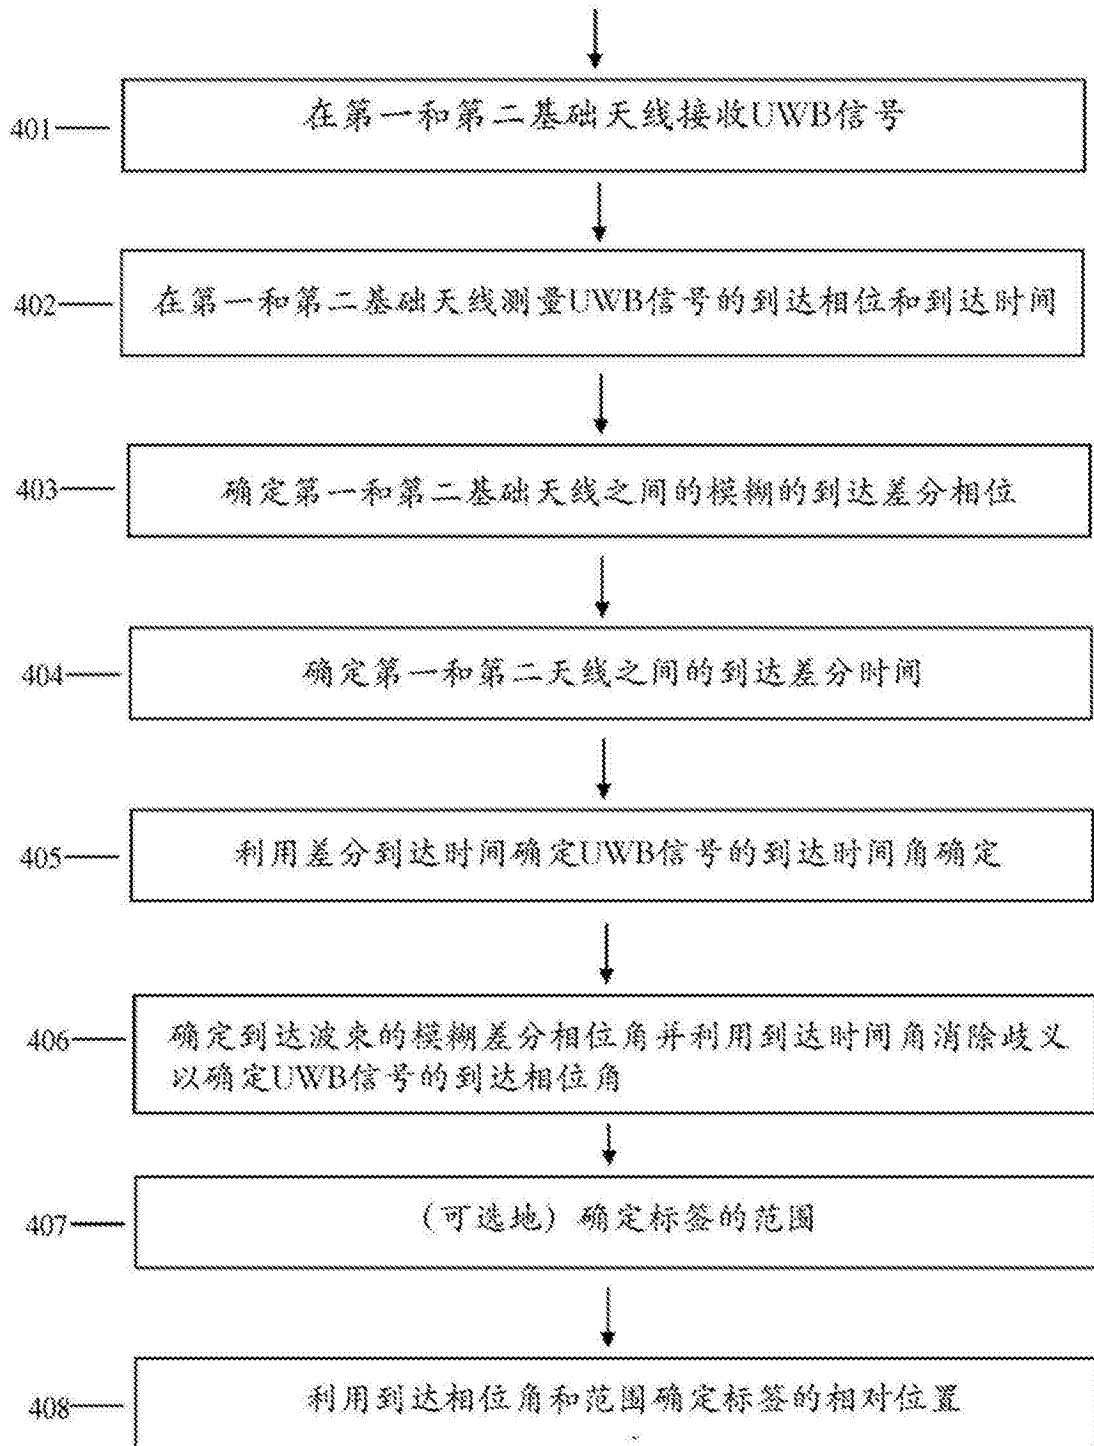 401
在第一和第二基础天线接收UWB信号
402
在第一和第二基础天线测量UWB信号的到达相位和到达时间
403
确定第一和第二基础天线之间的模糊的到达差分相位
404
确定第一和第二天线之间的到达差分时间
405
利用差分到达时间确定UWB信号的到达时间角确定
406
确定到达波束的模糊差分相位角并利用到达时间角消除歧义
以确定UWB信号的到达相位角
407
(可选地)确定标签的范围
408
利用到达相位角和范围确定标签的相对位置